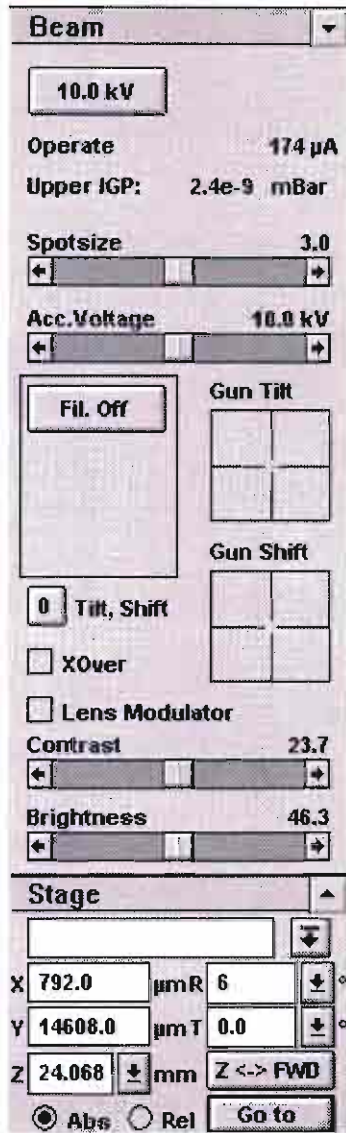 Beam
10.0 kV
Operate 174 µA
Upper IGP: 2.4e-9 mBar
Spotsize 3.0
Acc.Voltage 10.0 kV
Fil. Off
Gun Tilt
Gun Shift
0 Tilt, Shift
XOver
Lens Modulator
Contrast 23.7
Brightness 46.3
Stage
X 792.0 µm R 6 °
Y 14608.0 µm T 0.0 °
Z 24.068 mm Z <-> FWD
Abs Rel Go to